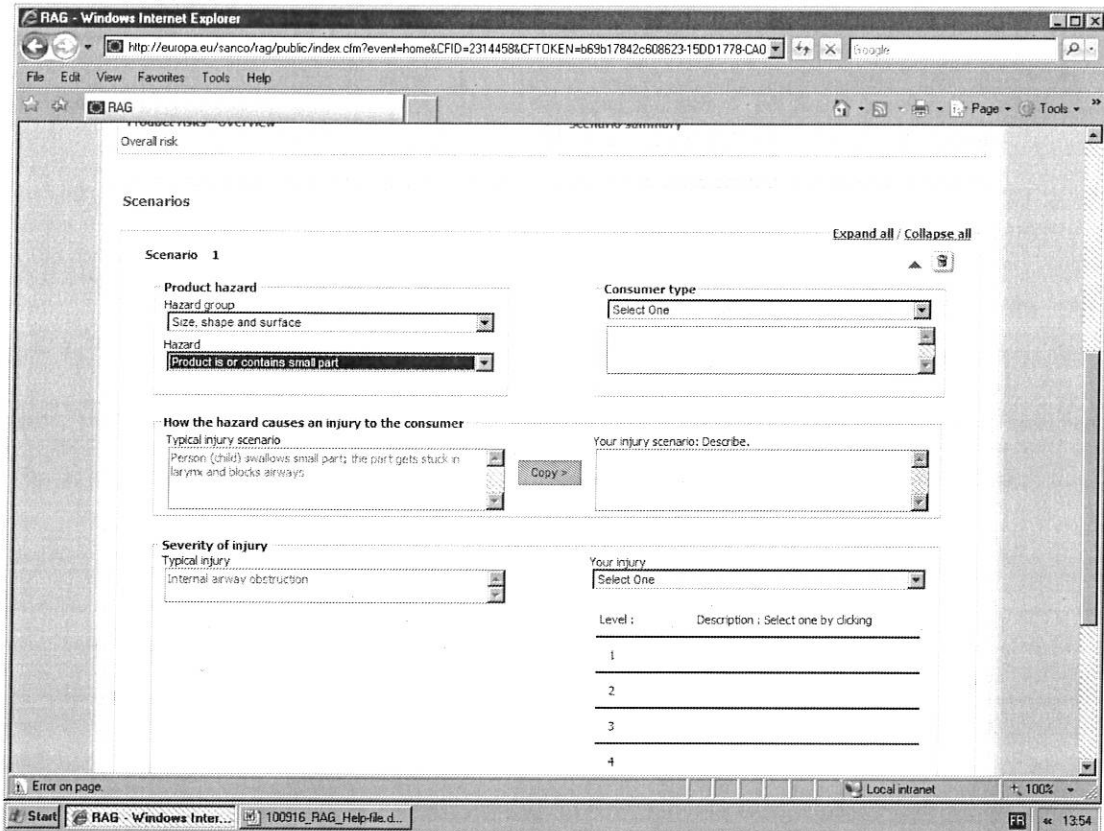 RAG - Windows Internet Explorer
http://europa.eu/sanco/rag/public/index.cfm?event=home&CFID=2314458&CFTOKEN=b69b17842c608623-15DD1778-CA0
Google
File Edit View Favorites Tools Help
RAG
Page Tools
Product risks - overview Scenario summary
Overall risk
Scenarios
Expand all / Collapse all
Scenario 1
Product hazard
Hazard group
Size, shape and surface
Hazard
Product is or contains small part
Consumer type
Select One
How the hazard causes an injury to the consumer
Typical injury scenario
Person (child) swallows small part; the part gets stuck in
larynx and blocks airways
Copy >
Your injury scenario: Describe.
Severity of injury
Typical injury
Internal airway obstruction
Your injury
Select One
Level : Description : Select one by clicking
1
2
3
4
Error on page.
Local intranet
100%
Start
RAG - Windows Inter...
100916_RAG_Help-file.d...
FR
13:54